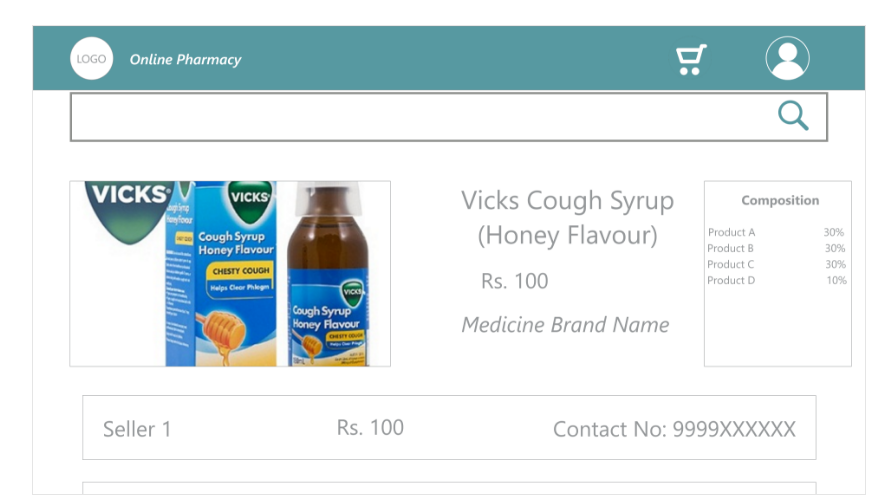 LOGO
Online Pharmacy
VICKS
VICKS
Cough Syrup
Honey Flavour
CHESTY COUGH
Helps Clear Phlegm
VICKS
Cough Syrup
Honey Flavour
CHESTY COUGH
Vicks Cough Syrup
(Honey Flavour)
Rs. 100
Medicine Brand Name
Composition
Product A 30%
Product B 30%
Product C 30%
Product D 10%
Seller 1 Rs. 100 Contact No: 9999XXXXXX